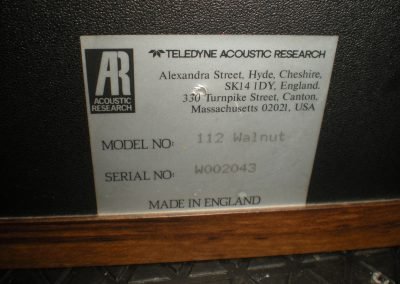 AR
ACOUSTIC
RESEARCH
TELEDYNE ACOUSTIC RESEARCH
Alexandra Street, Hyde, Cheshire,
SK14 1DY, England.
330 Turnpike Street, Canton,
Massachusetts 02021, USA
MODEL NO: 112 Walnut
SERIAL NO: W002043
MADE IN ENGLAND